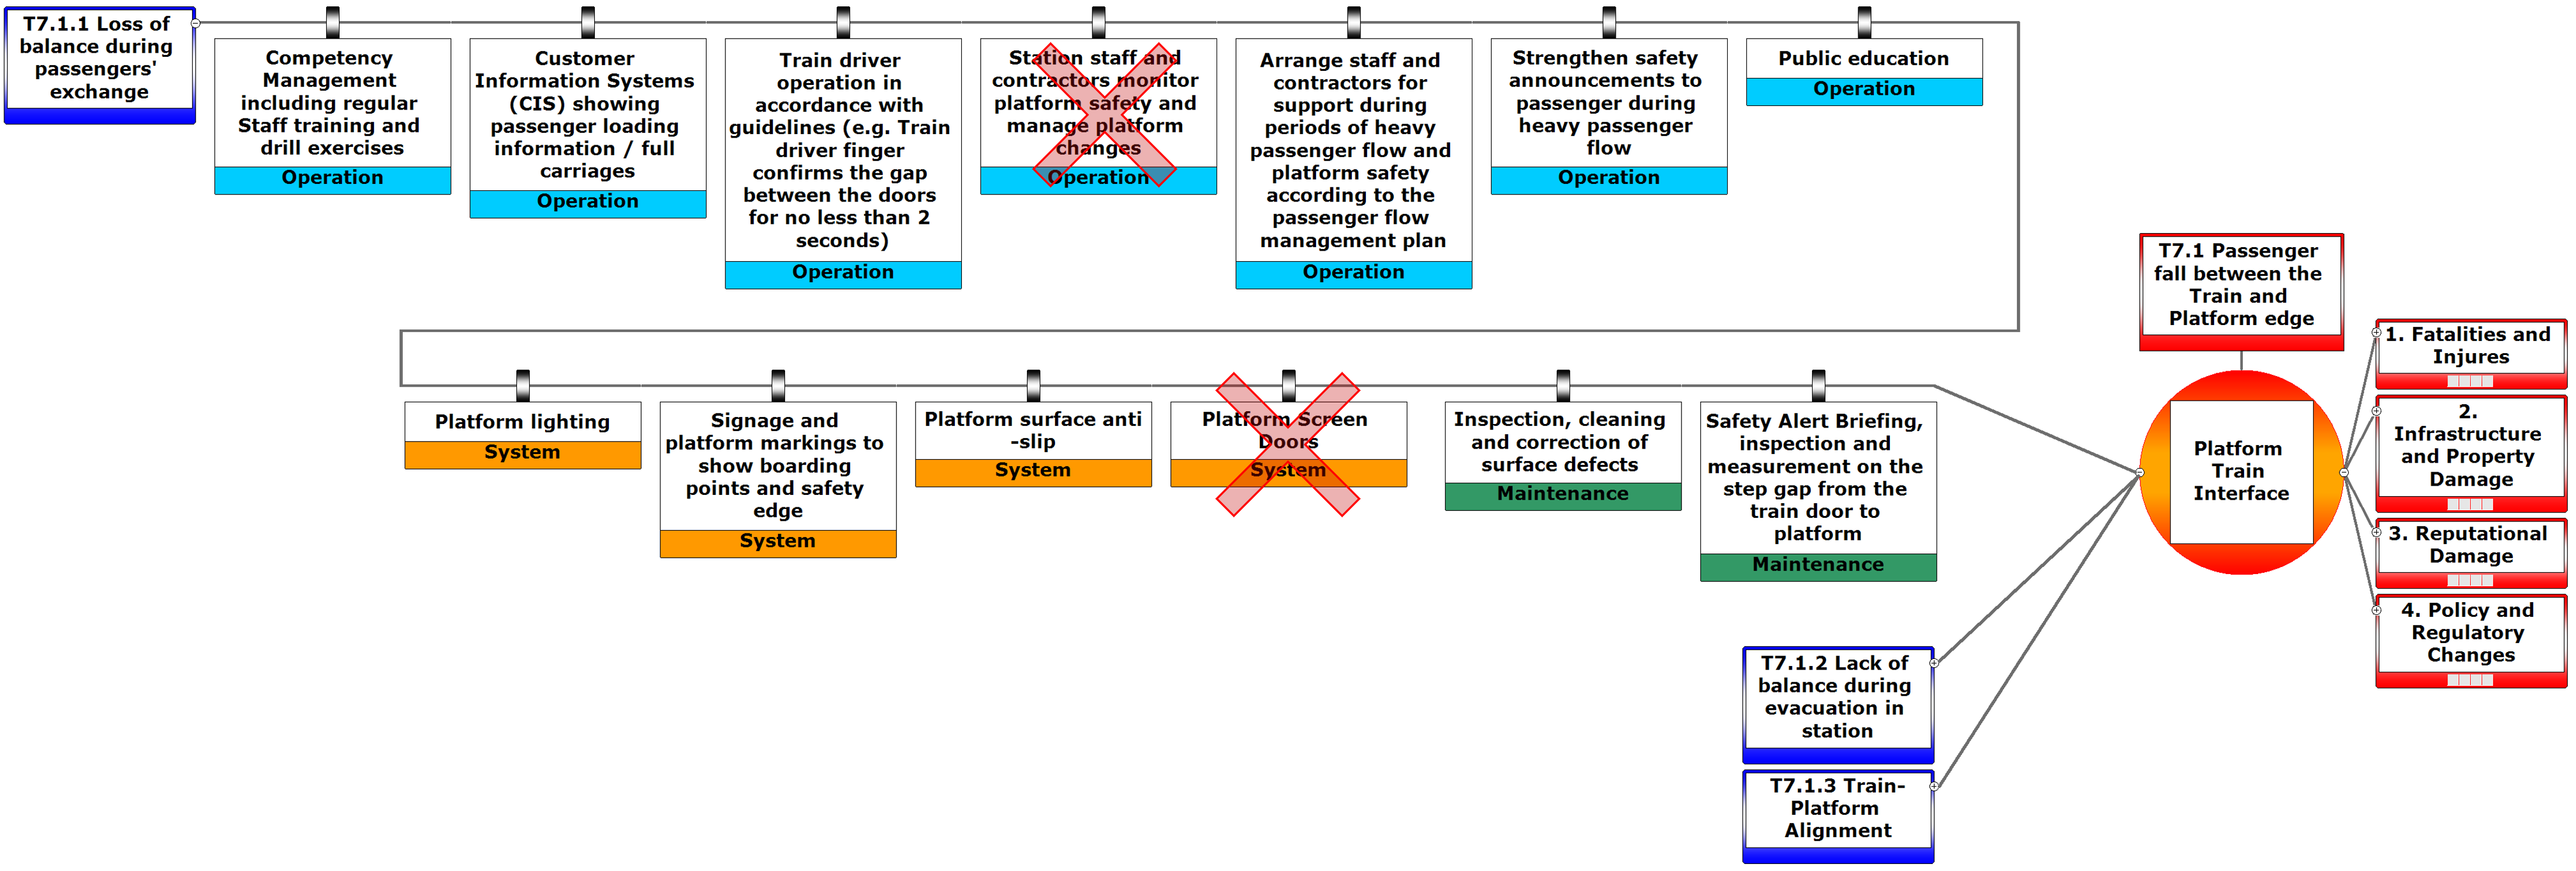 T7.1.1 Loss of
balance during
passengers'
exchange
Competency
Management
including regular
Staff training and
drill exercises
Operation
Customer
Information Systems
(CIS) showing
passenger loading
information / full
carriages
Operation
Train driver
operation in
accordance with
guidelines (e.g. Train
driver finger
confirms the gap
between the doors
for no less than 2
seconds)
Operation
Station staff and
contractors monitor
platform safety and
manage platform
changes
Operation
Arrange staff and
contractors for
support during
periods of heavy
passenger flow and
platform safety
according to the
passenger flow
management plan
Operation
Strengthen safety
announcements to
passenger during
heavy passenger
flow
Operation
Public education
Operation
Platform lighting
System
Signage and
platform markings to
show boarding
points and safety
edge
System
Platform surface anti
-slip
System
Platform Screen
Doors
System
Inspection, cleaning
and correction of
surface defects
Maintenance
Safety Alert Briefing,
inspection and
measurement on the
step gap from the
train door to
platform
Maintenance
T7.1.2 Lack of
balance during
evacuation in
station
T7.1.3 Train-
Platform
Alignment
T7.1 Passenger
fall between the
Train and
Platform edge
Platform
Train
Interface
1. Fatalities and
Injures
2.
Infrastructure
and Property
Damage
3. Reputational
Damage
4. Policy and
Regulatory
Changes